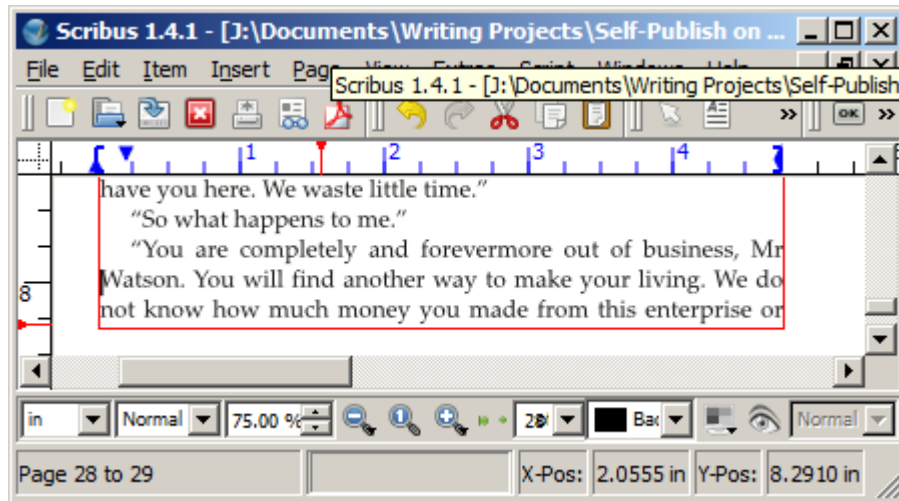 Scribus 1.4.1 - [J:\Documents\Writing Projects\Self-Publish on ...
File Edit Item Insert Page
Scribus 1.4.1 - [J:\Documents\Writing Projects\Self-Publish
OK
1 2 3 4
have you here. We waste little time.”
“So what happens to me.”
“You are completely and forevermore out of business, Mr
Watson. You will find another way to make your living. We do
8
not know how much money you made from this enterprise or
in Normal 75.00 % 1 28 Normal
Page 28 to 29 X-Pos: 2.0555 in Y-Pos: 8.2910 in